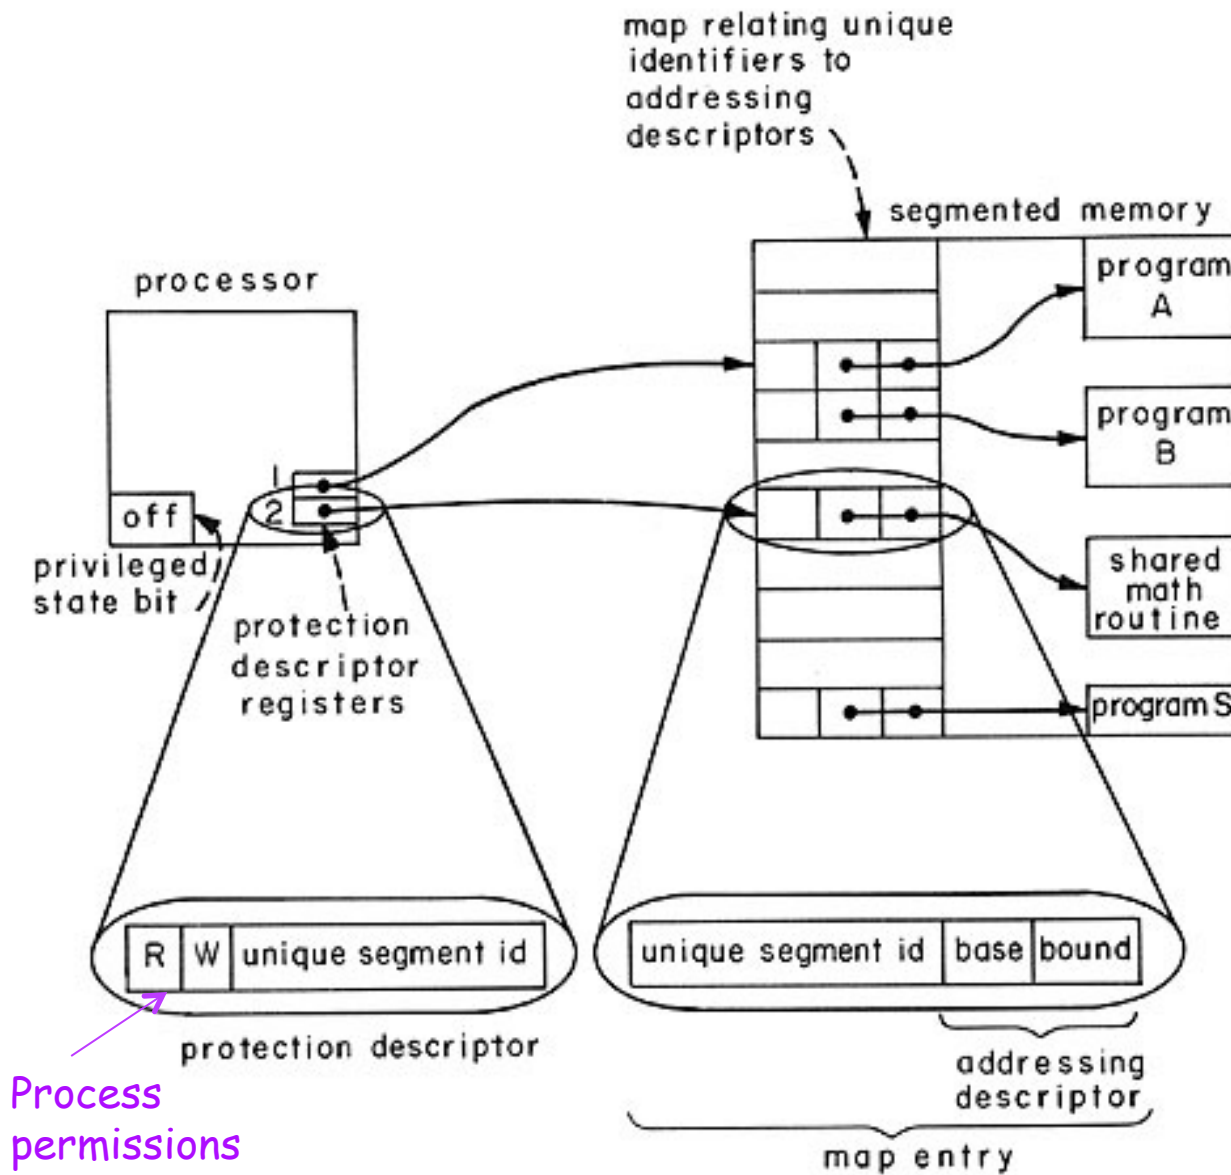 map relating unique
identifiers to
addressing
descriptors
segmented memory
processor
program
A
program
B
1
2
off
privileged
state bit
protection
descriptor
registers
shared
math
routine
program S
R W unique segment id
unique segment id base bound
protection descriptor
addressing
descriptor
map entry
Process
permissions